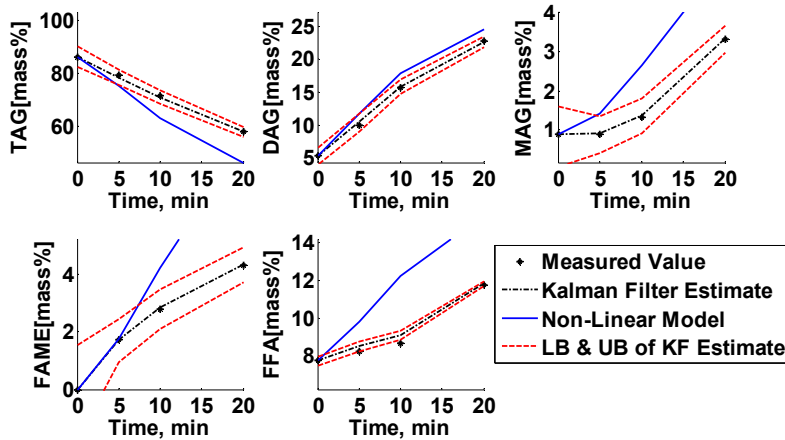 TAG[mass%]
100
80
60
0 5 10 15 20
Time, min
DAG[mass%]
25
20
15
10
5
0 5 10 15 20
Time, min
MAG[mass%]
4
3
2
1
0 5 10 15 20
Time, min
FAME[mass%]
4
2
0
0 5 10 15 20
Time, min
FFA[mass%]
14
12
10
8
6
0 5 10 15 20
Time, min
Measured Value
Kalman Filter Estimate
Non-Linear Model
LB & UB of KF Estimate